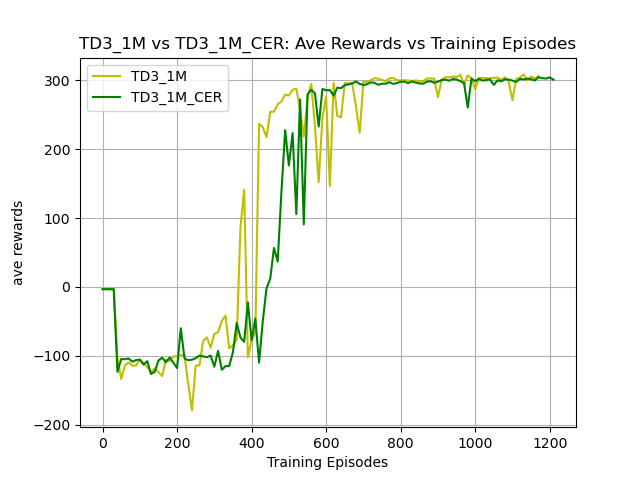 TD3_1M vs TD3_1M_CER: Ave Rewards vs Training Episodes
TD3_1M
TD3_1M_CER
ave rewards
300
200
100
0
−100
−200
0 200 400 600 800 1000 1200
Training Episodes